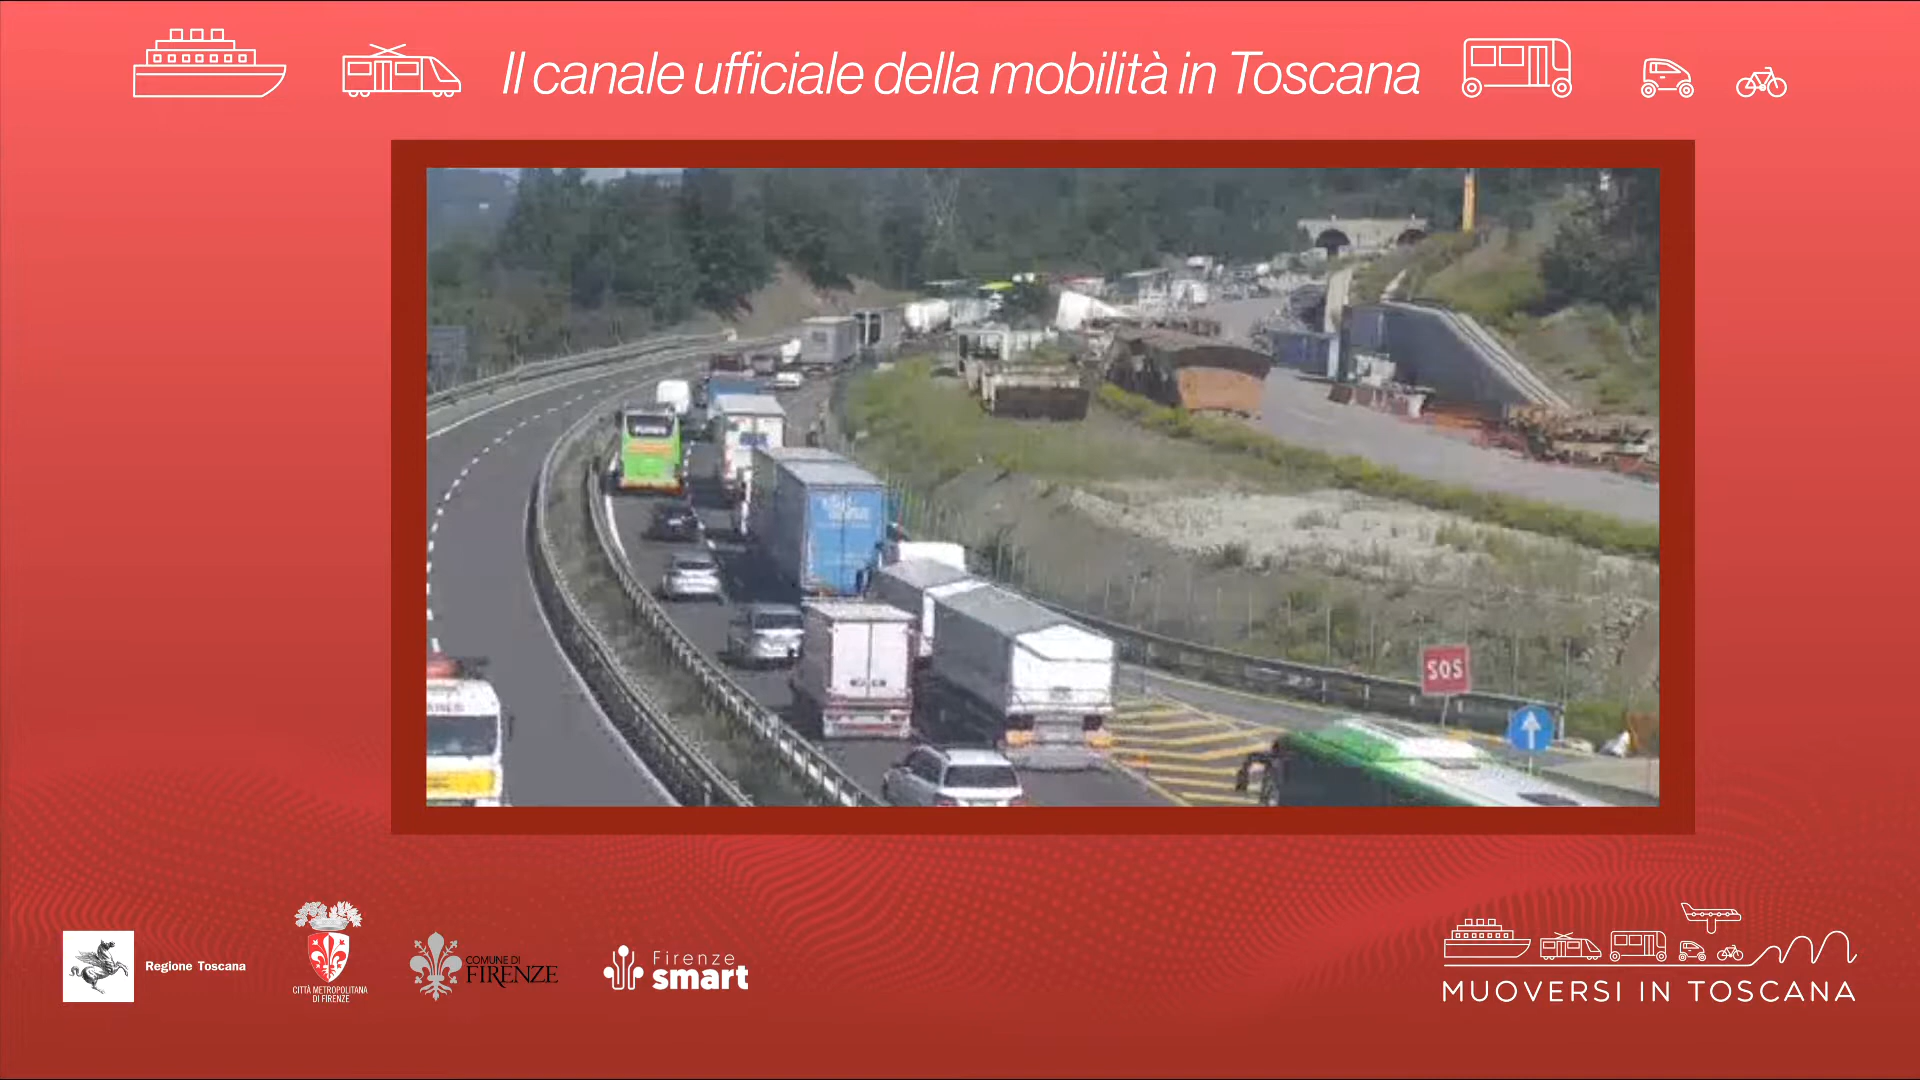 Il canale ufficiale della mobilità in Toscana
SOS
Regione Toscana
CITTÀ METROPOLITANA
DI FIRENZE
COMUNE DI
FIRENZE
Firenze
smart
MUOVERSI IN TOSCANA